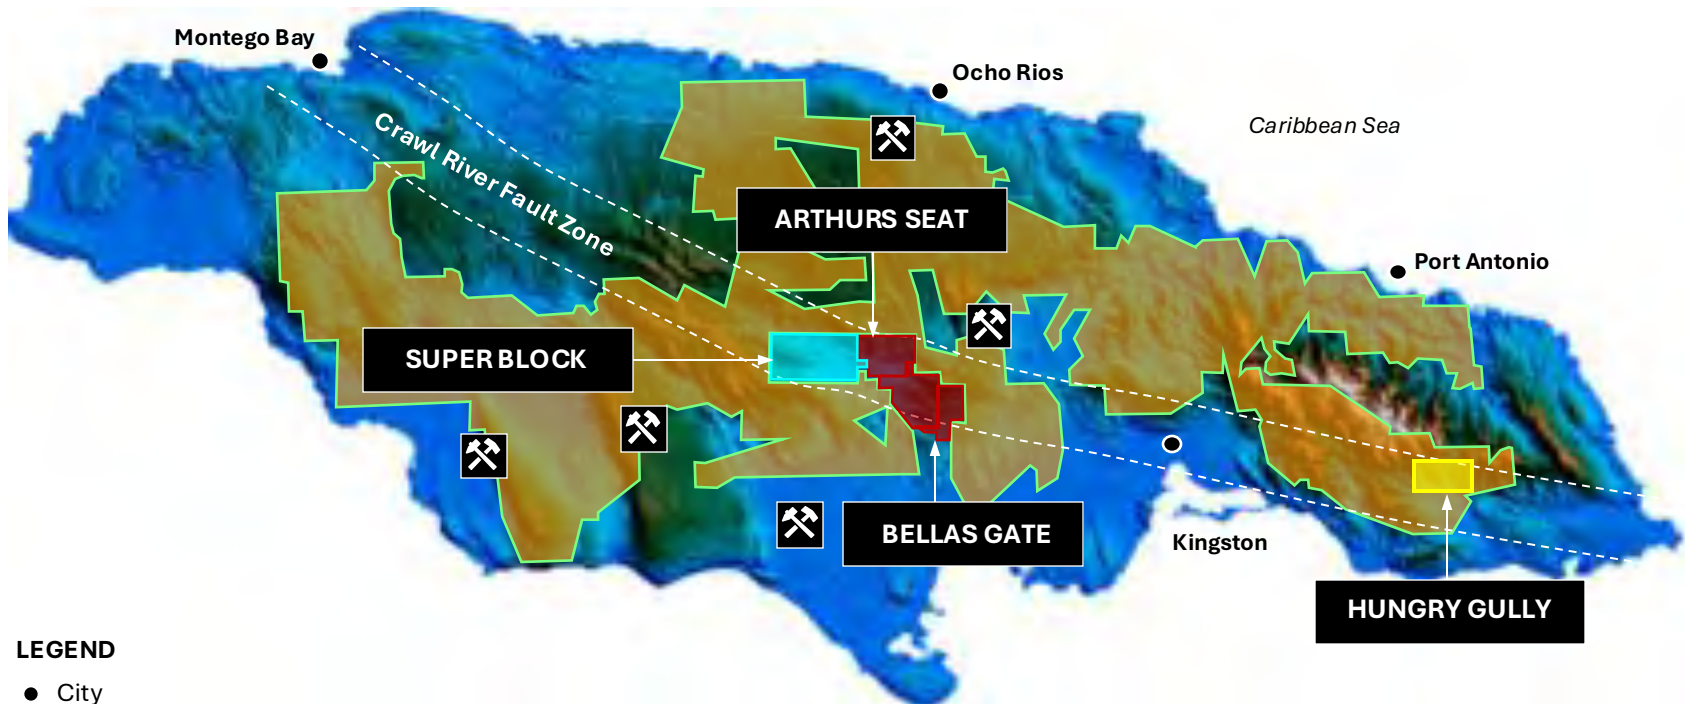 Montego Bay
Ocho Rios
Caribbean Sea
Crawl River Fault Zone
ARTHURS SEAT
Port Antonio
SUPER BLOCK
BELLAS GATE
Kingston
HUNGRY GULLY
LEGEND
City